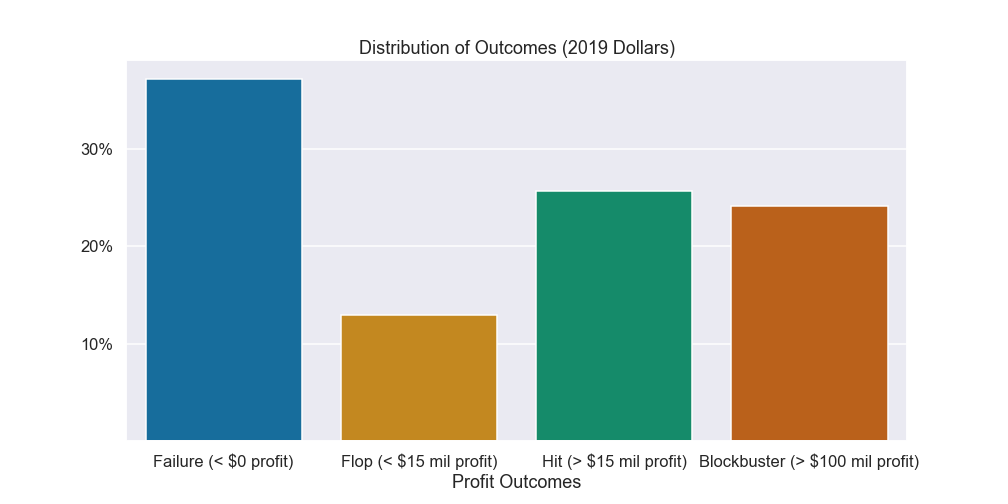 Distribution of Outcomes (2019 Dollars)
30%
20%
10%
Failure (< $0 profit)
Flop (< $15 mil profit)
Hit (> $15 mil profit)
Blockbuster (> $100 mil profit)
Profit Outcomes